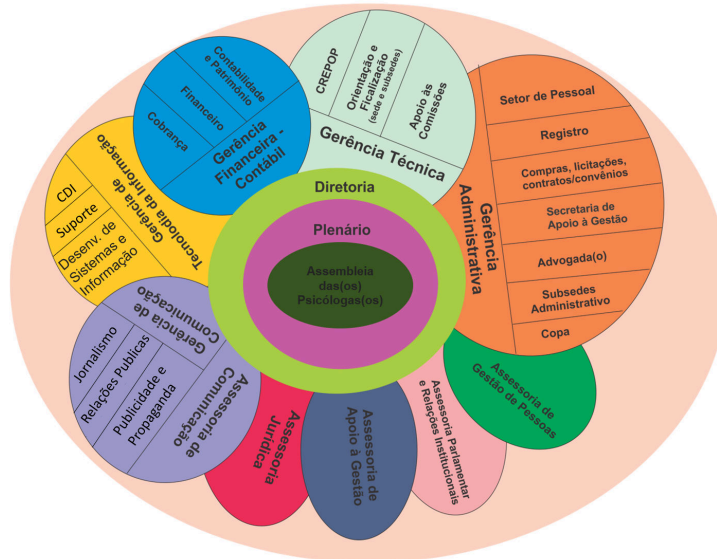 CREPOP
Orientação e
Ficalização
(sede e subsedes)
Apoio às
Comissões
Gerência Técnica
Contabilidade
e Patrimônio
Financeiro
Cobrança
Gerência
Financeira -
Contábil
Setor de Pessoal
Registro
Compras, licitações,
contratos/convênios
Secretaria de
Apoio à Gestão
Advogada(o)
Subsedes
Administrativo
Copa
Gerência
Administrativa
CDI
Suporte
Desenv. de
Sistemas e
Informação
Gerência de
Tecnolodia da Informação
Diretoria
Plenário
Assembleia
das(os)
Psicólogas(os)
Gerência de
Comunicação
Jornalismo
Relações Publicas
Publicidade e
Propaganda
Assessoria de
Comunicação
Assessoria
Jurídica
Assessoria de
Apoio à Gestão
Assessoria Parlamentar
e Relações Institucionais
Assessoria de
Gestão de Pessoas